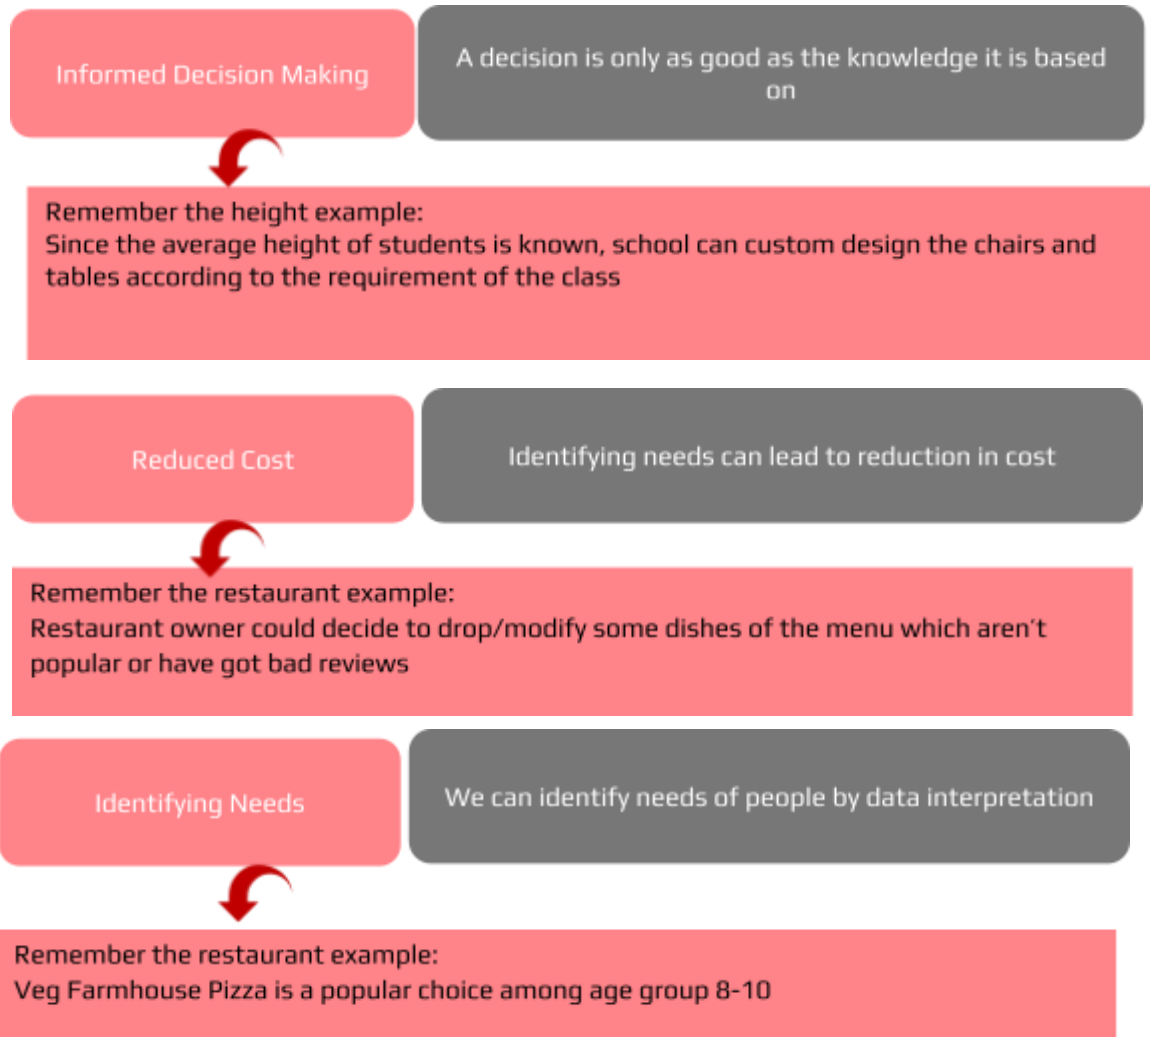 Informed Decision Making
A decision is only as good as the knowledge it is based
on
Remember the height example:
Since the average height of students is known, school can custom design the chairs and
tables according to the requirement of the class
Reduced Cost
Identifying needs can lead to reduction in cost
Remember the restaurant example:
Restaurant owner could decide to drop/modify some dishes of the menu which aren't
popular or have got bad reviews
Identifying Needs
We can identify needs of people by data interpretation
Remember the restaurant example:
Veg Farmhouse Pizza is a popular choice among age group 8-10